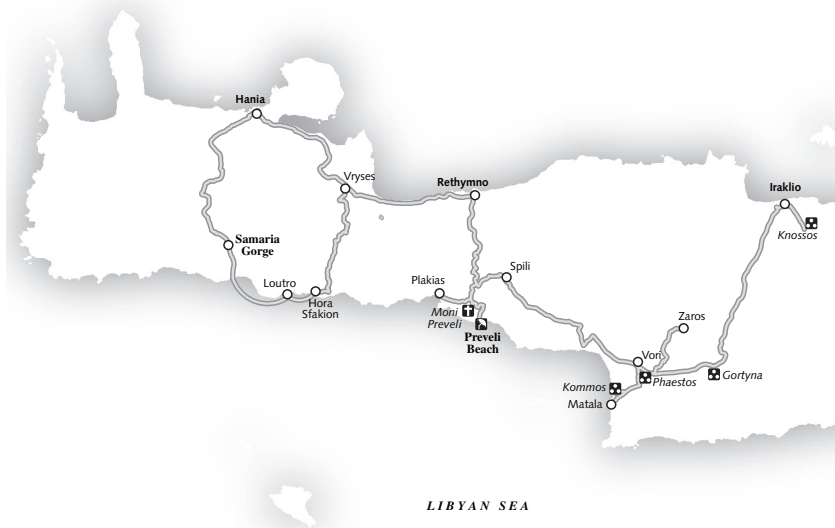 Hania
Vryses
Rethymno
Iraklio
Knossos
Samaria
Gorge
Loutro
Hora
Sfakion
Plakias
Spili
Moni
Preveli
Preveli
Beach
Zaros
Vori
Phaestos
Gortyna
Kommos
Matala
LIBYAN SEA